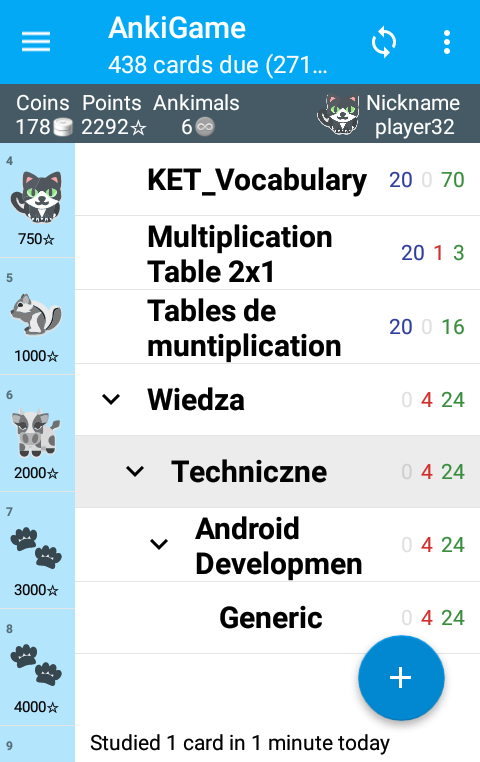 AnkiGame
438 cards due (271...
Coins Points Ankimals Nickname
178 2292☆ 6 player32
4
750☆
5
1000☆
6
2000☆
7
3000☆
8
4000☆
9
KET_Vocabulary 20 0 70
Multiplication
Table 2x1 20 1 3
Tables de
muntiplication 20 0 16
Wiedza 0 4 24
Techniczne 0 4 24
Android
Developmen 0 4 24
Generic 0 4 24
+
Studied 1 card in 1 minute today